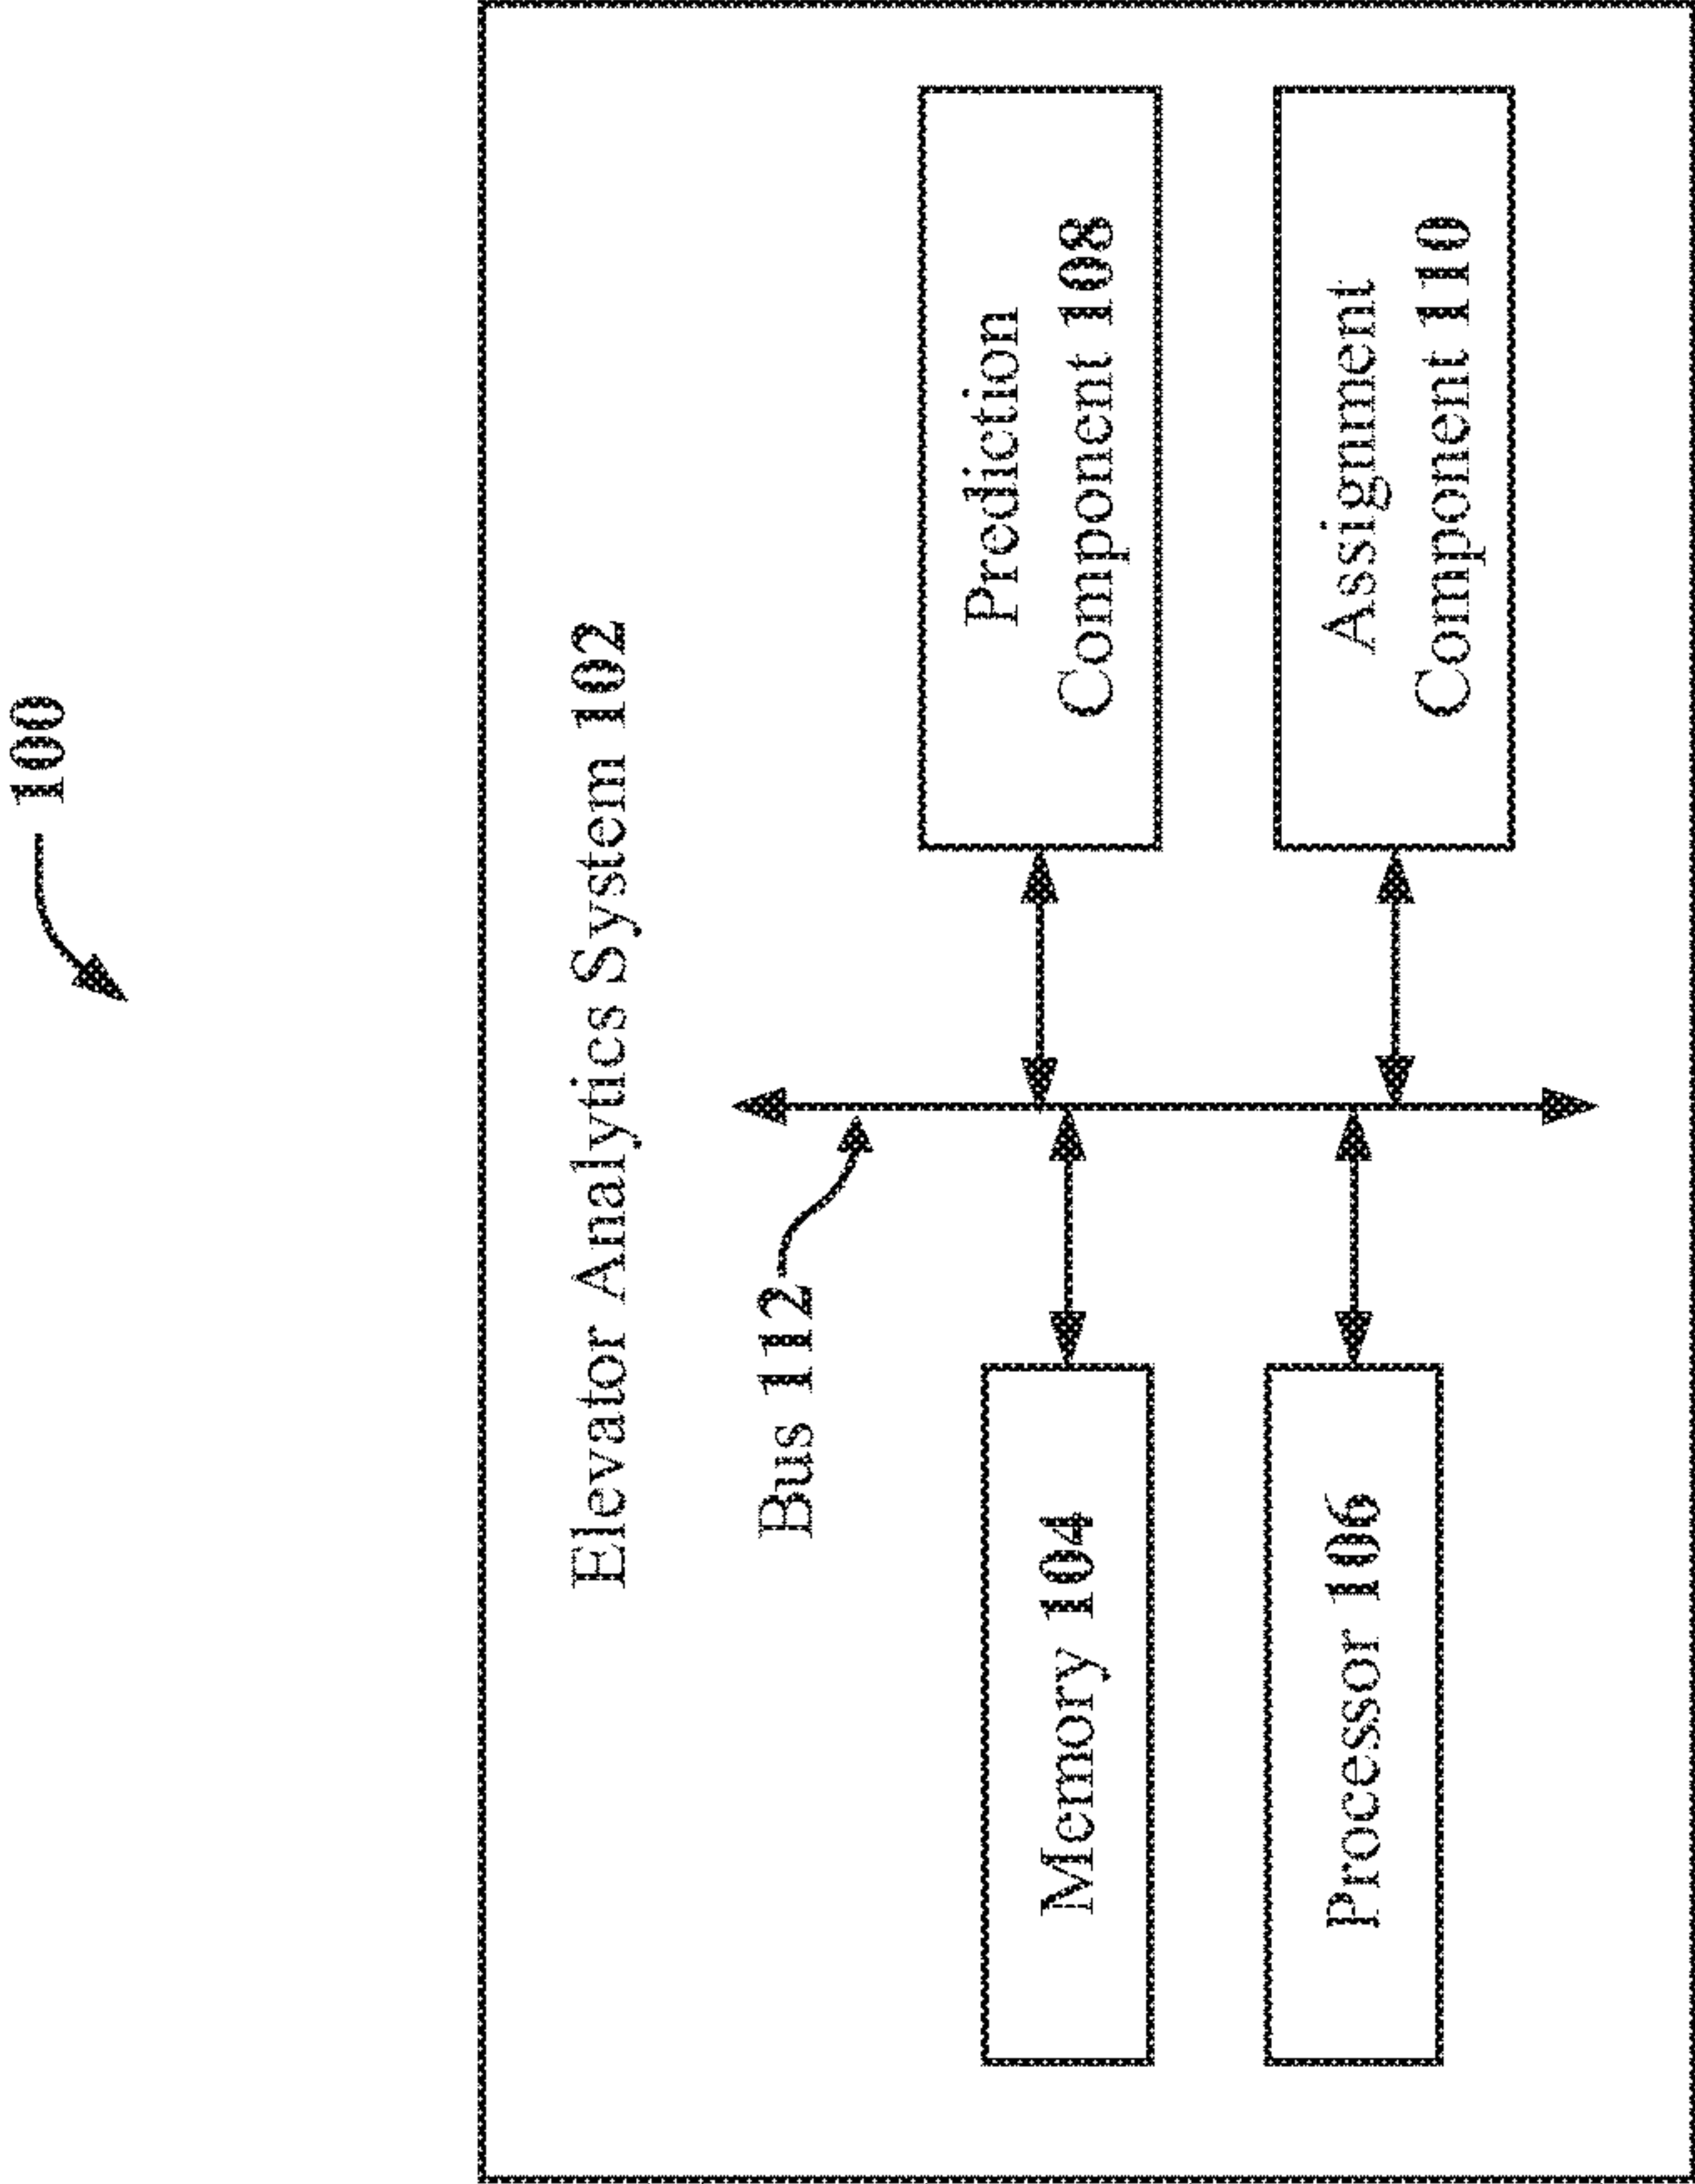 100
Elevator Analytics System 102
Bus 112
Memory 104
Processor 106
Prediction
Component 108
Assignment
Component 110